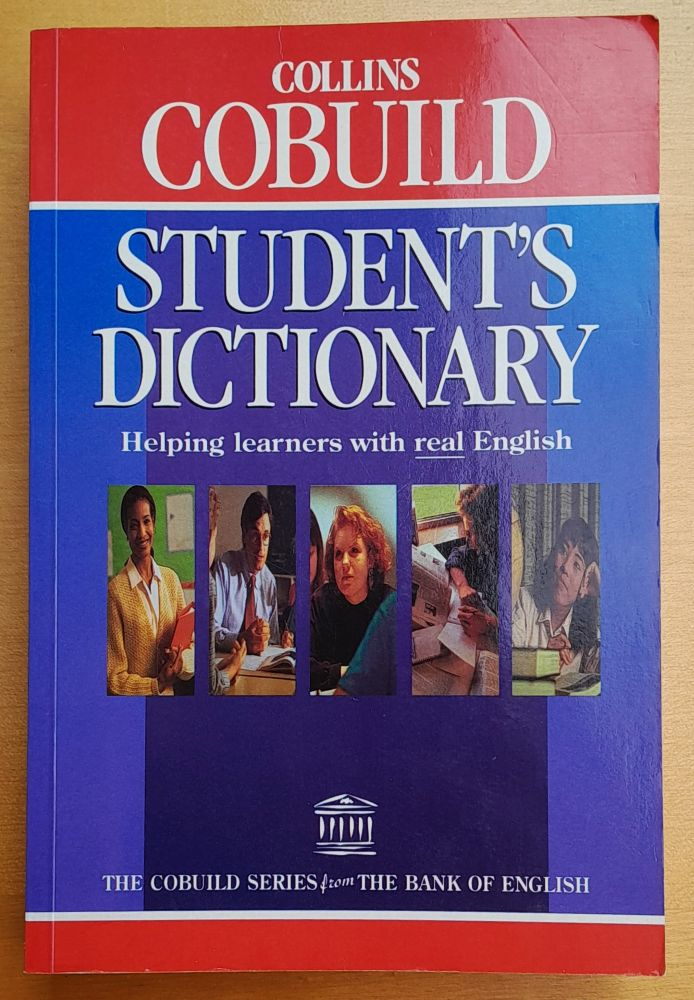 COLLINS
COBUILD
STUDENT'S
DICTIONARY
Helping learners with real English
THE COBUILD SERIES from THE BANK OF ENGLISH